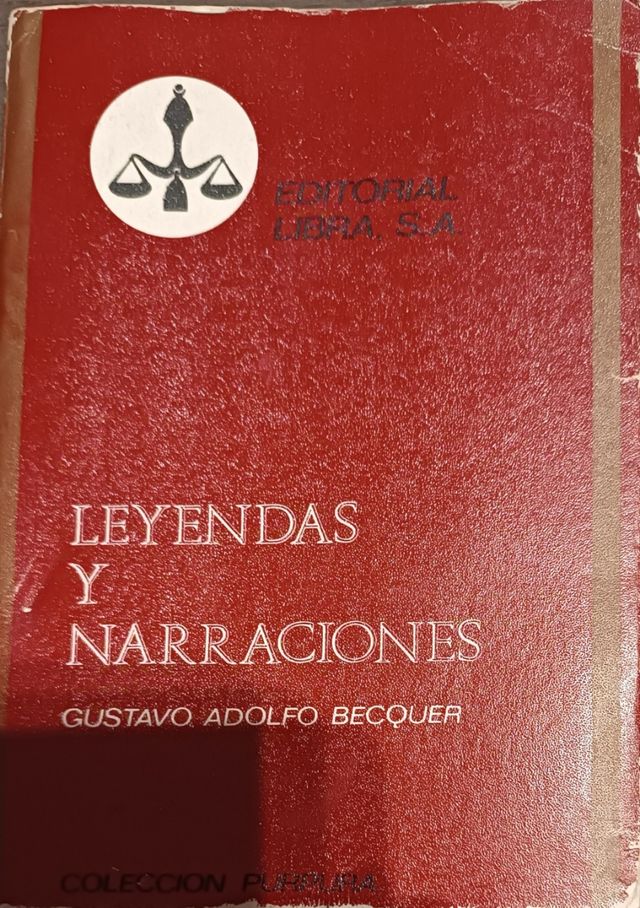 EDITORIAL
LIBRA, S.A.
LEYENDAS
Y
NARRACIONES
GUSTAVO ADOLFO BECQUER
COLECCION PURPURA